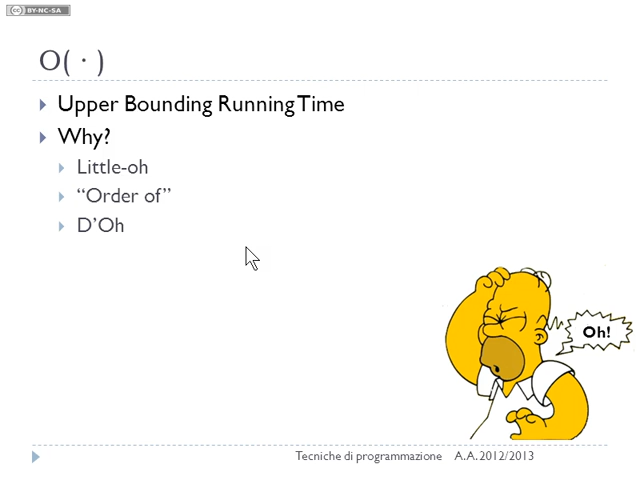 cc BY-NC-SA
O( · )
Upper Bounding Running Time
Why?
Little-oh
“Order of”
D’Oh
Oh!
Tecniche di programmazione A.A. 2012/2013